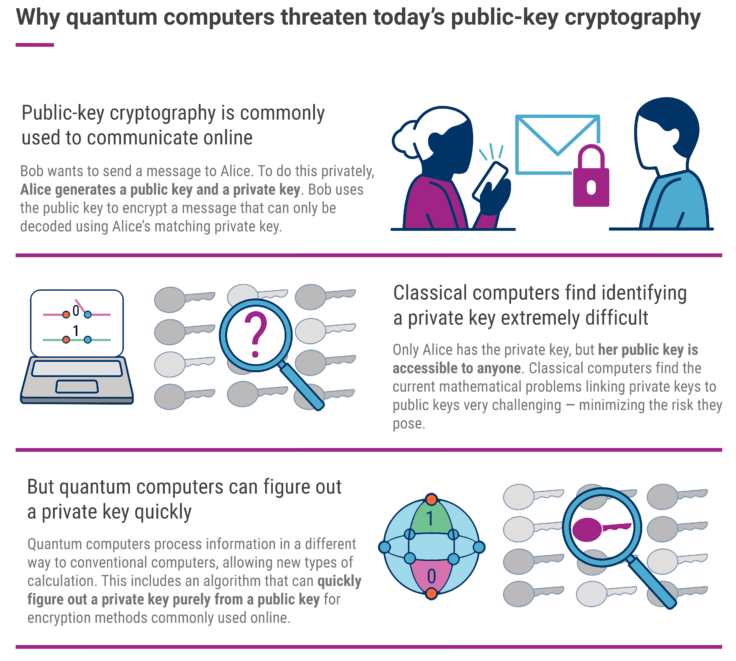 Why quantum computers threaten today’s public-key cryptography
Public-key cryptography is commonly
used to communicate online
Bob wants to send a message to Alice. To do this privately,
Alice generates a public key and a private key. Bob uses
the public key to encrypt a message that can only be
decoded using Alice’s matching private key.
0
1
?
Classical computers find identifying
a private key extremely difficult
Only Alice has the private key, but her public key is
accessible to anyone. Classical computers find the
current mathematical problems linking private keys to
public keys very challenging — minimizing the risk they
pose.
But quantum computers can figure out
a private key quickly
Quantum computers process information in a different
way to conventional computers, allowing new types of
calculation. This includes an algorithm that can quickly
figure out a private key purely from a public key for
encryption methods commonly used online.
1
0